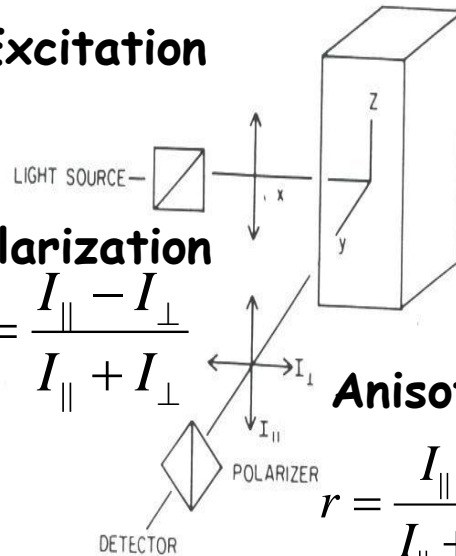 Excitation
Z
LIGHT SOURCE
x
y
larization
= I∥ − I⊥
I∥ + I⊥
I⊥
I∥
Anisot
POLARIZER
r = I∥
I∥ +
DETECTOR